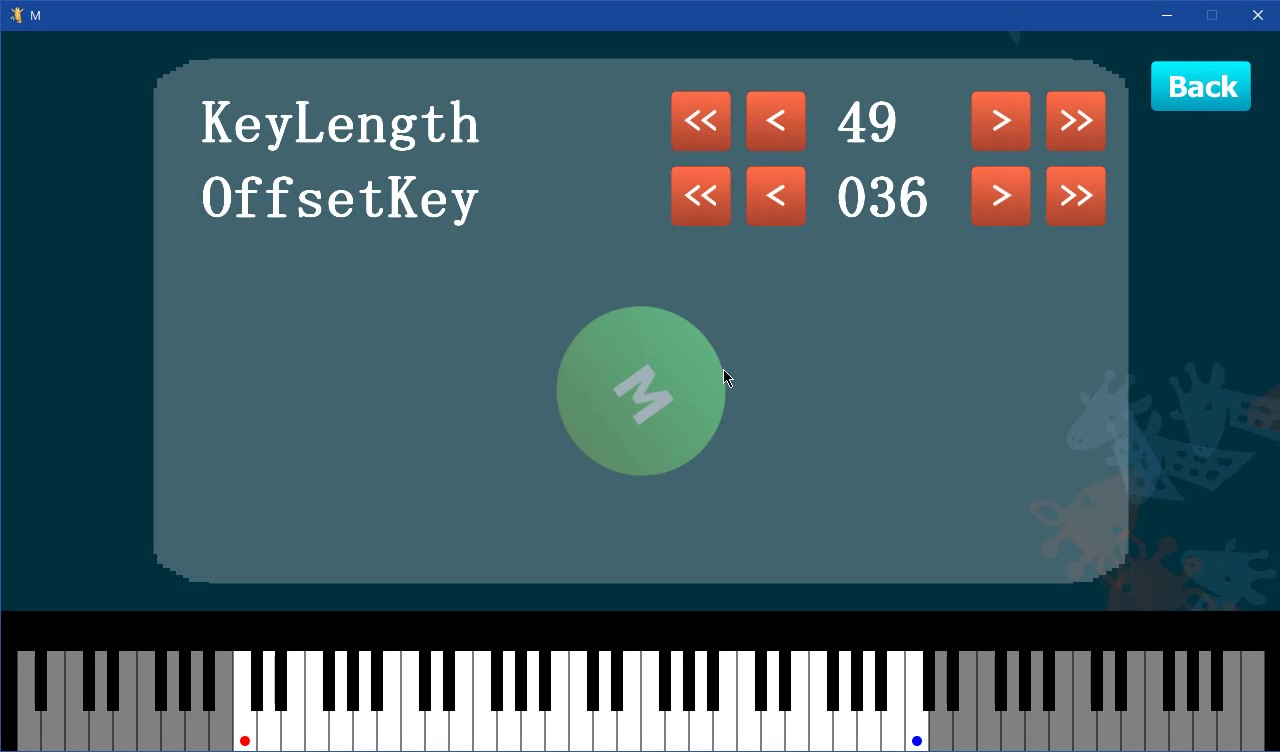 M
Back
KeyLength << < 49 > >>
OffsetKey << < 036 > >>
M